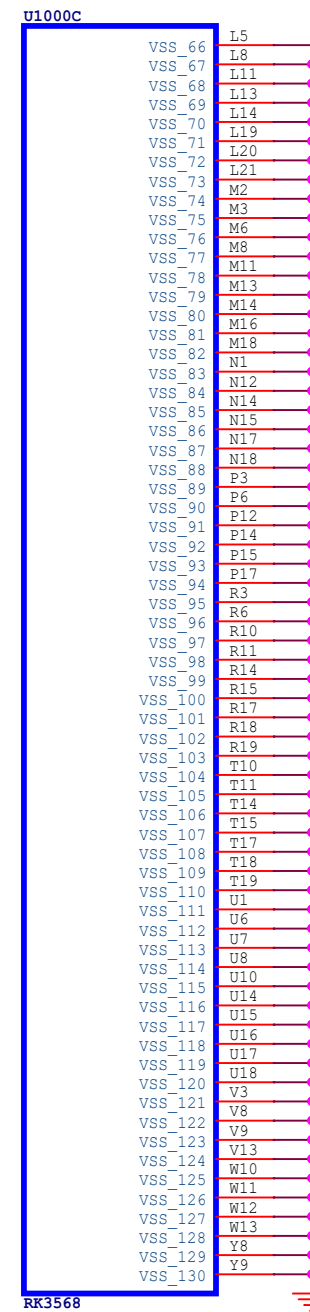 U1000C
VSS_66 L5
VSS_67 L8
VSS_68 L11
VSS_69 L13
VSS_70 L14
VSS_71 L19
VSS_72 L20
VSS_73 L21
VSS_74 M2
VSS_75 M3
VSS_76 M6
VSS_77 M8
VSS_78 M11
VSS_79 M13
VSS_80 M14
VSS_81 M16
VSS_82 M18
VSS_83 N1
VSS_84 N12
VSS_85 N14
VSS_86 N15
VSS_87 N17
VSS_88 N18
VSS_89 P3
VSS_90 P6
VSS_91 P12
VSS_92 P14
VSS_93 P15
VSS_94 P17
VSS_95 R3
VSS_96 R6
VSS_97 R10
VSS_98 R11
VSS_99 R14
VSS_100 R15
VSS_101 R17
VSS_102 R18
VSS_103 R19
VSS_104 T10
VSS_105 T11
VSS_106 T14
VSS_107 T15
VSS_108 T17
VSS_109 T18
VSS_110 T19
VSS_111 U1
VSS_112 U6
VSS_113 U7
VSS_114 U8
VSS_115 U10
VSS_116 U14
VSS_117 U15
VSS_118 U16
VSS_119 U17
VSS_120 U18
VSS_121 V3
VSS_122 V8
VSS_123 V9
VSS_124 V13
VSS_125 W10
VSS_126 W11
VSS_127 W12
VSS_128 W13
VSS_129 Y8
VSS_130 Y9
RK3568